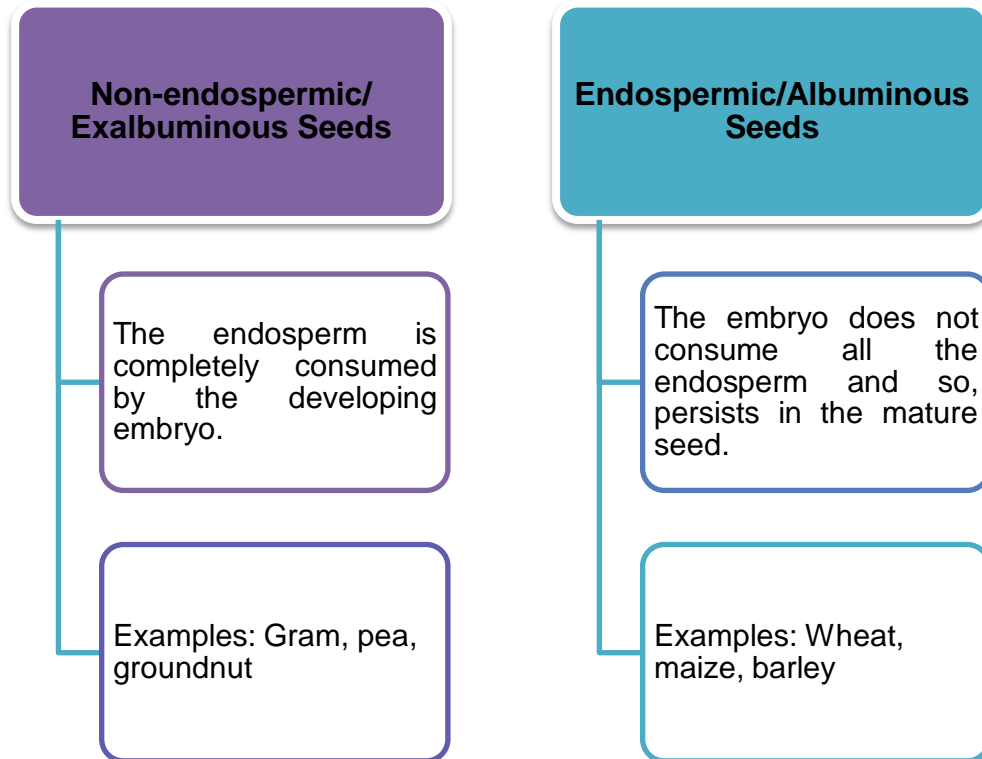 Non-endospermic/
Exalbuminous Seeds
The endosperm is
completely consumed
by the developing
embryo.
Examples: Gram, pea,
groundnut
Endospermic/Albuminous
Seeds
The embryo does not
consume all the
endosperm and so,
persists in the mature
seed.
Examples: Wheat,
maize, barley